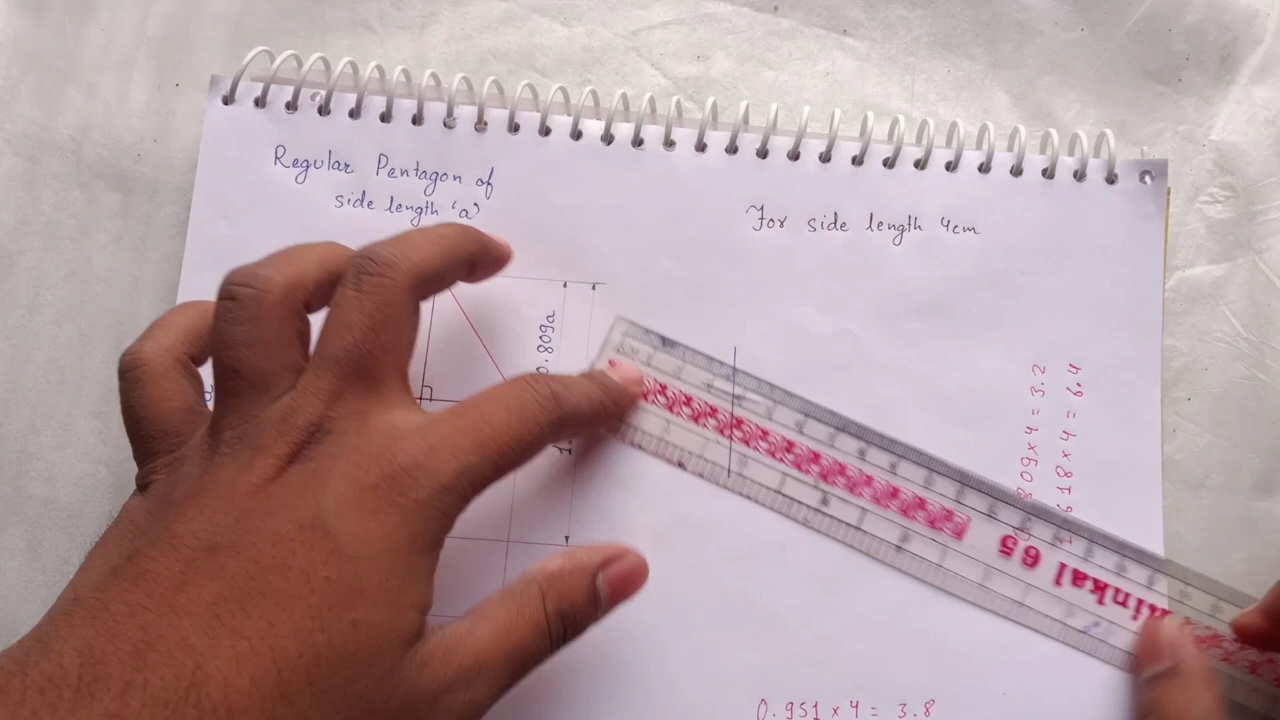 Regular Pentagon of
side length 'a'
For side length 4cm
0.809a
809 x 4 = 3.2
1 618 x 4 = 6.4
ainkal 65
0.951 x 4 = 3.8